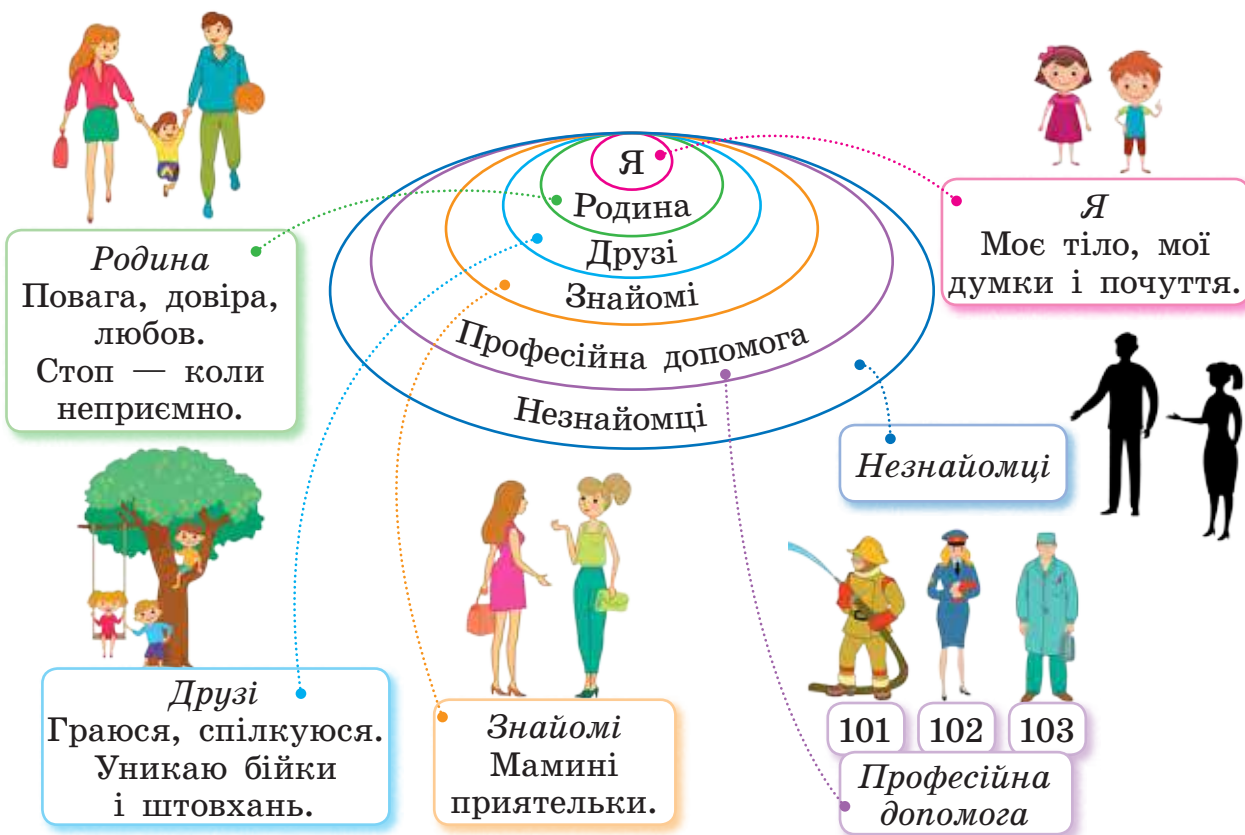 Я
Родина
Друзі
Знайомі
Професійна допомога
Незнайомці
Родина
Повага, довіра,
любов.
Стоп — коли
неприємно.
Я
Моє тіло, мої
думки і почуття.
Незнайомці
Друзі
Граюся, спілкуюся.
Уникаю бійки
і штовхань.
Знайомі
Мамині
приятельки.
101
102
103
Професійна
допомога